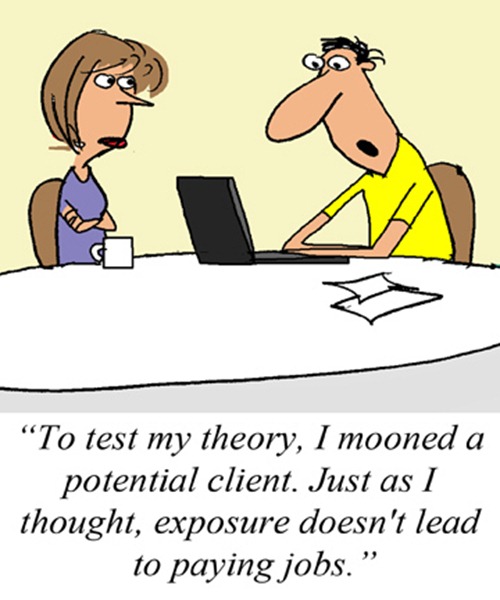 “To test my theory, I mooned a
potential client. Just as I
thought, exposure doesn't lead
to paying jobs.”